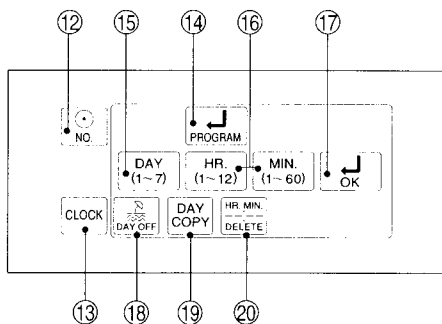 ⑫ ⑮ ⑭ ⑯ ⑰
NO.
PROGRAM
DAY
(1~7)
HR.
(1~12)
MIN.
(1~60)
OK
CLOCK
DAY OFF
DAY
COPY
HR. MIN.
DELETE
⑬ ⑱ ⑲ ⑳